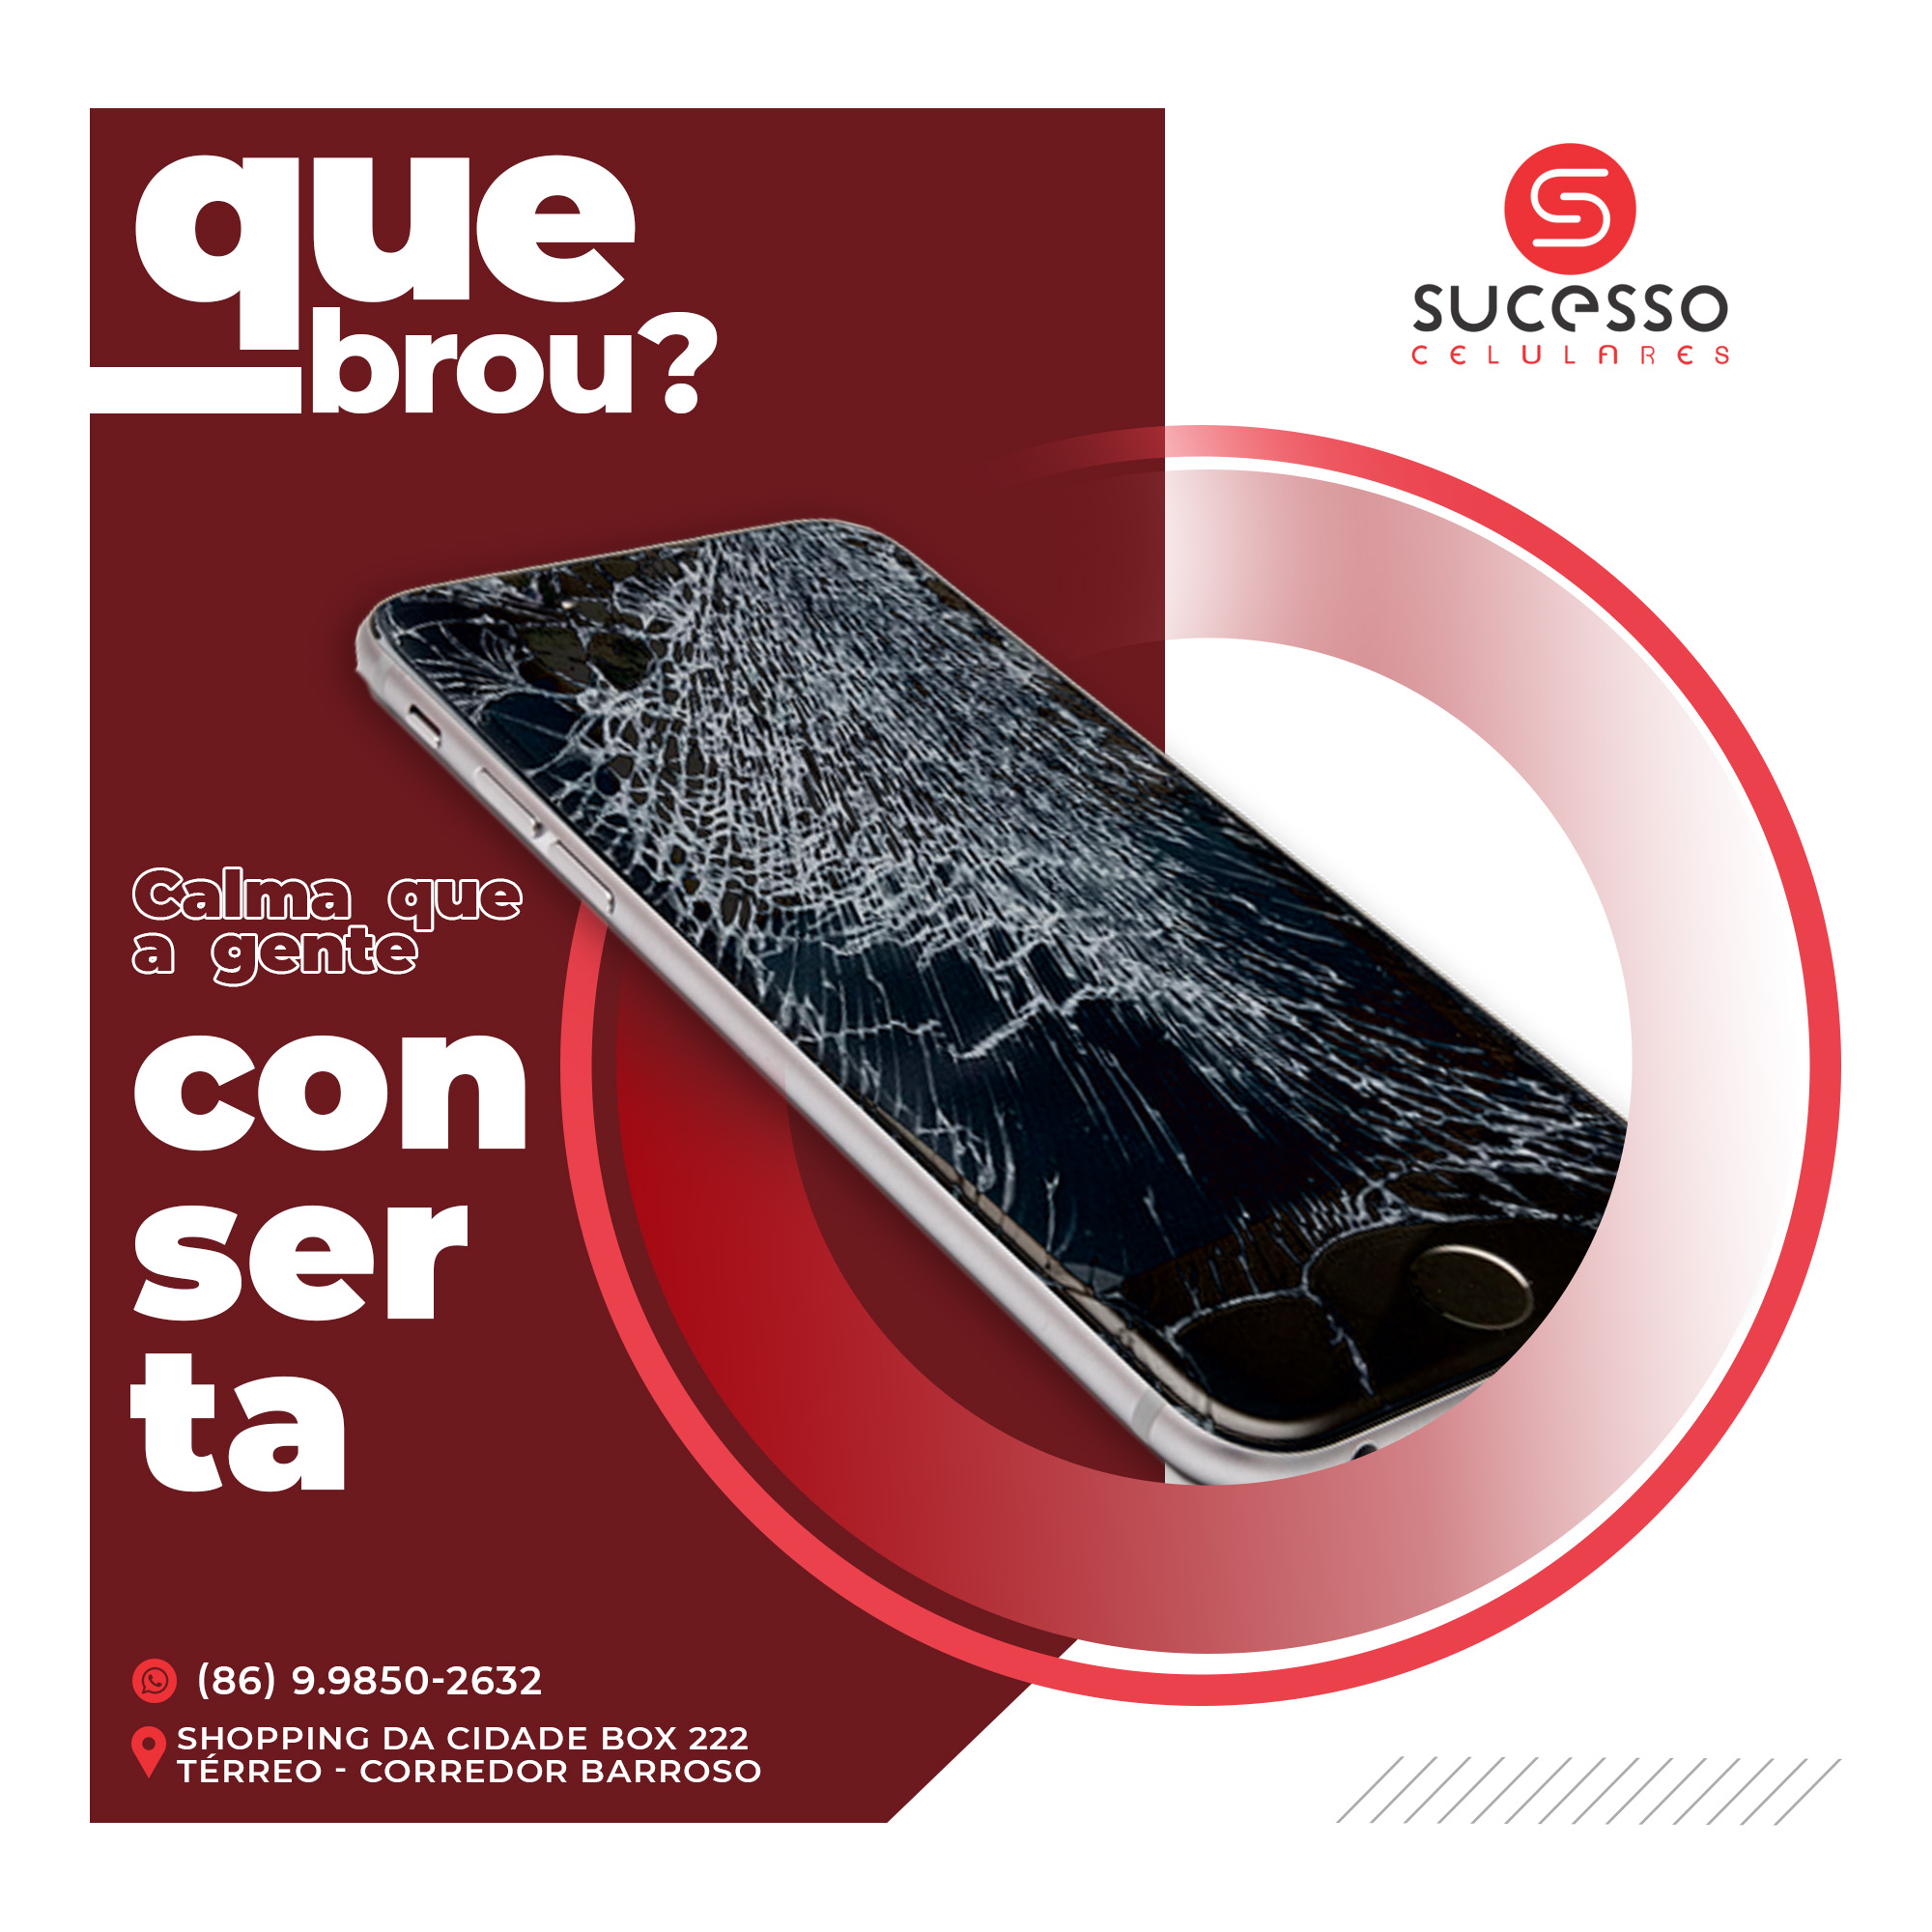 que
brou?
sucesso
CELULARES
Calma que
a gente
con
ser
ta
(86) 9.9850-2632
SHOPPING DA CIDADE BOX 222
TÉRREO - CORREDOR BARROSO